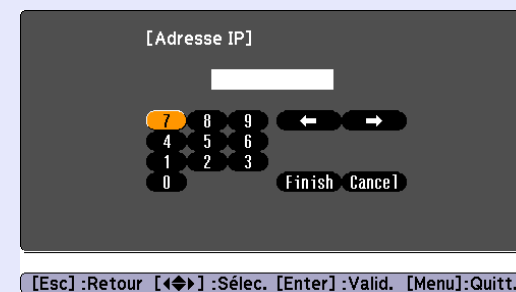 [Adresse IP]
7 8 9 ← →
4 5 6
1 2 3
0 Finish Cancel
[Esc] :Retour [◀◆▶] :Sélec. [Enter] :Valid. [Menu]:Quitt.